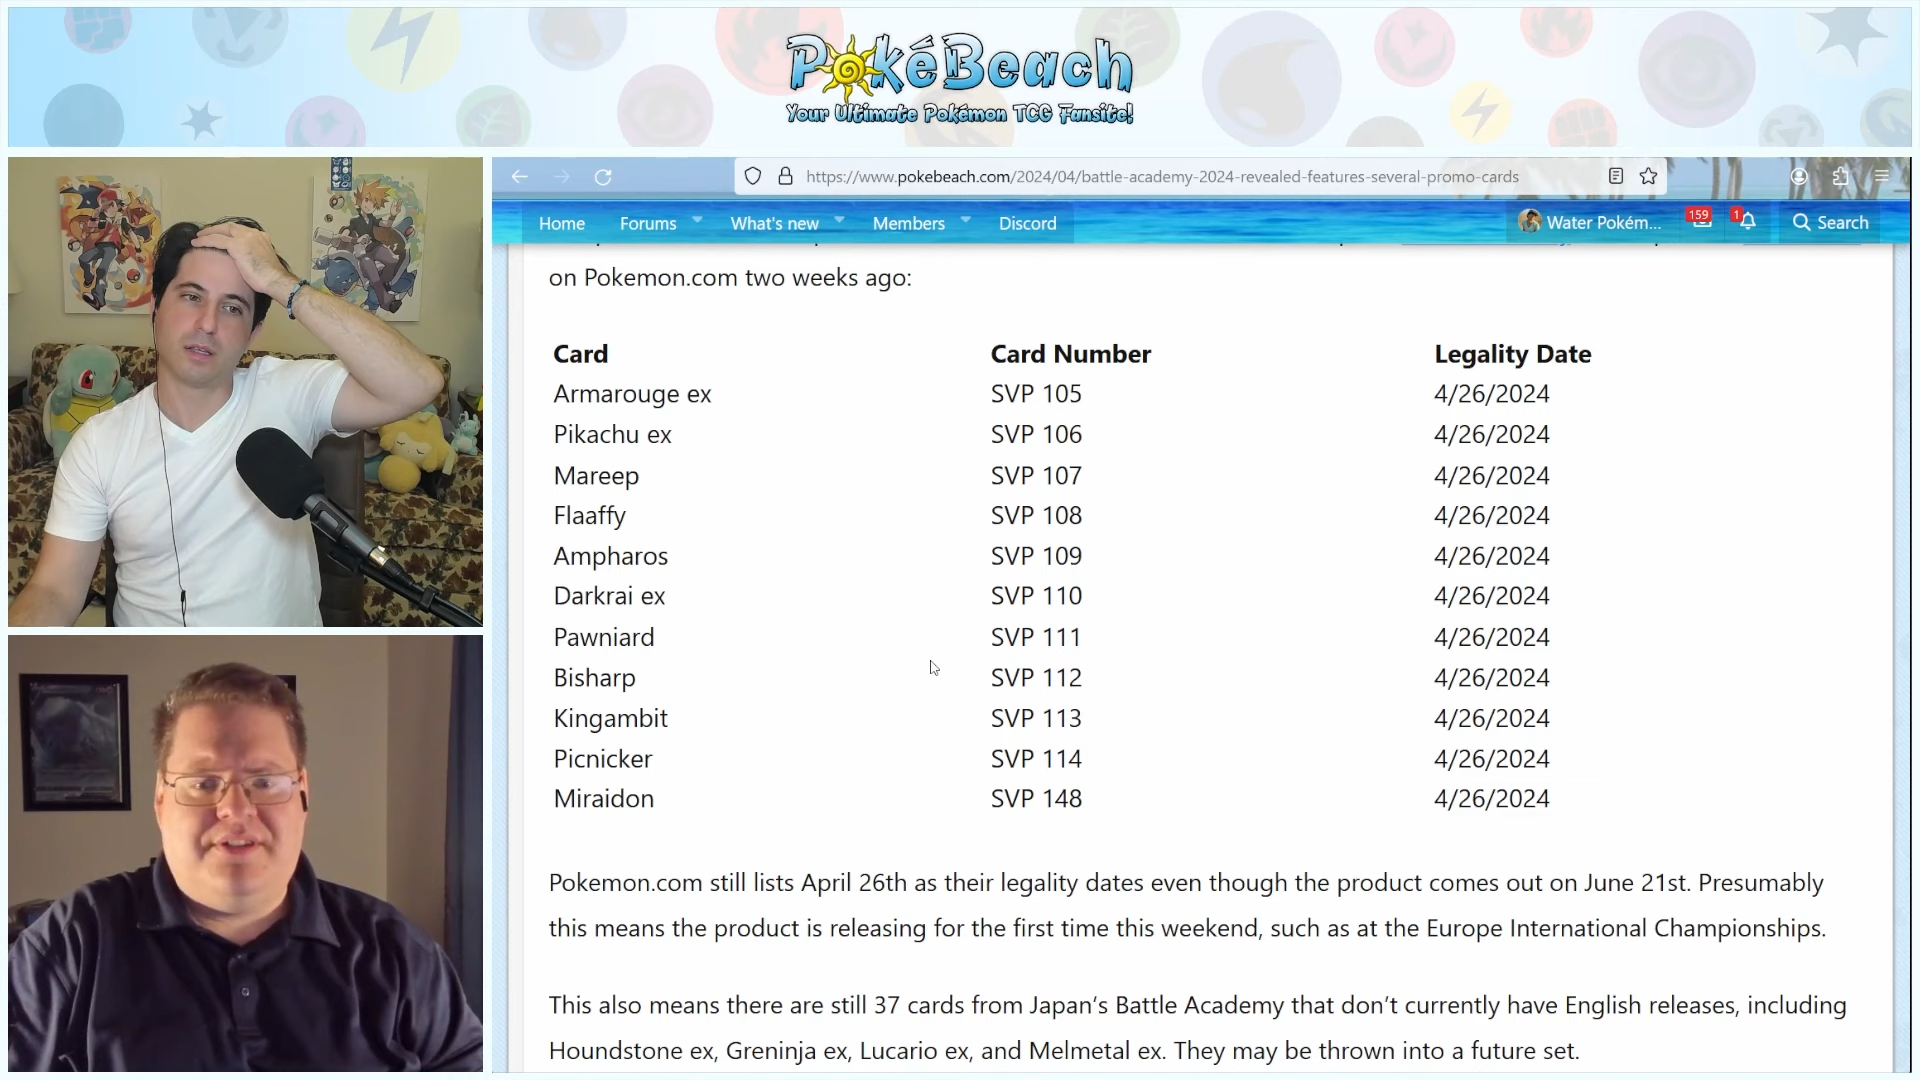 PokéBeach
Your Ultimate Pokémon TCG Fansite!
https://www.pokebeach.com/2024/04/battle-academy-2024-revealed-features-several-promo-cards
Home Forums What's new Members Discord Water Pokém... 159 1 Search
on Pokemon.com two weeks ago:
Card Card Number Legality Date
Armarouge ex SVP 105 4/26/2024
Pikachu ex SVP 106 4/26/2024
Mareep SVP 107 4/26/2024
Flaaffy SVP 108 4/26/2024
Ampharos SVP 109 4/26/2024
Darkrai ex SVP 110 4/26/2024
Pawniard SVP 111 4/26/2024
Bisharp SVP 112 4/26/2024
Kingambit SVP 113 4/26/2024
Picnicker SVP 114 4/26/2024
Miraidon SVP 148 4/26/2024
Pokemon.com still lists April 26th as their legality dates even though the product comes out on June 21st. Presumably
this means the product is releasing for the first time this weekend, such as at the Europe International Championships.
This also means there are still 37 cards from Japan's Battle Academy that don't currently have English releases, including
Houndstone ex, Greninja ex, Lucario ex, and Melmetal ex. They may be thrown into a future set.